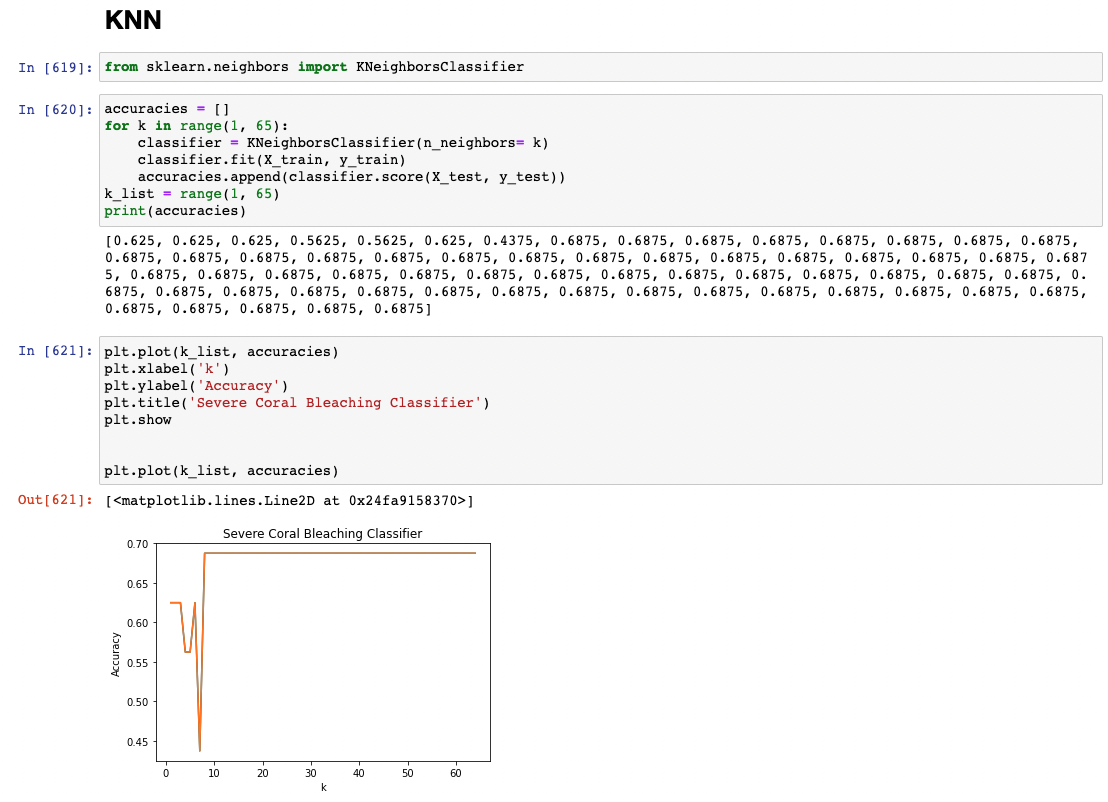 KNN
In [619]: from sklearn.neighbors import KNeighborsClassifier
In [620]: accuracies = []
for k in range(1, 65):
    classifier = KNeighborsClassifier(n_neighbors= k)
    classifier.fit(X_train, y_train)
    accuracies.append(classifier.score(X_test, y_test))
k_list = range(1, 65)
print(accuracies)
[0.625, 0.625, 0.625, 0.5625, 0.5625, 0.625, 0.4375, 0.6875, 0.6875, 0.6875, 0.6875, 0.6875, 0.6875, 0.6875, 0.6875,
0.6875, 0.6875, 0.6875, 0.6875, 0.6875, 0.6875, 0.6875, 0.6875, 0.6875, 0.6875, 0.6875, 0.6875, 0.6875, 0.6875, 0.687
5, 0.6875, 0.6875, 0.6875, 0.6875, 0.6875, 0.6875, 0.6875, 0.6875, 0.6875, 0.6875, 0.6875, 0.6875, 0.6875, 0.6875, 0.
6875, 0.6875, 0.6875, 0.6875, 0.6875, 0.6875, 0.6875, 0.6875, 0.6875, 0.6875, 0.6875, 0.6875, 0.6875, 0.6875, 0.6875,
0.6875, 0.6875, 0.6875, 0.6875, 0.6875]
In [621]: plt.plot(k_list, accuracies)
plt.xlabel('k')
plt.ylabel('Accuracy')
plt.title('Severe Coral Bleaching Classifier')
plt.show
plt.plot(k_list, accuracies)
Out[621]: [<matplotlib.lines.Line2D at 0x24fa9158370>]
Severe Coral Bleaching Classifier
0.70
0.65
0.60
0.55
0.50
0.45
Accuracy
0 10 20 30 40 50 60
k